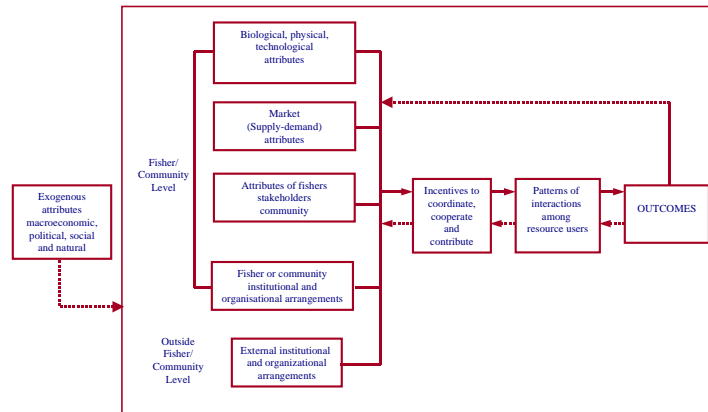 Biological, physical,
technological
attributes
Market
(Supply-demand)
attributes
Fisher/
Community
Level
Attributes of fishers
stakeholders
community
Exogenous
attributes
macroeconomic,
political, social
and natural
Incentives to
coordinate,
cooperate
and
contribute
Patterns of
interactions
among
resource users
OUTCOMES
Fisher or community
institutional and
organisational arrangements
Outside
Fisher/
Community
Level
External institutional
and organizational
arrangements